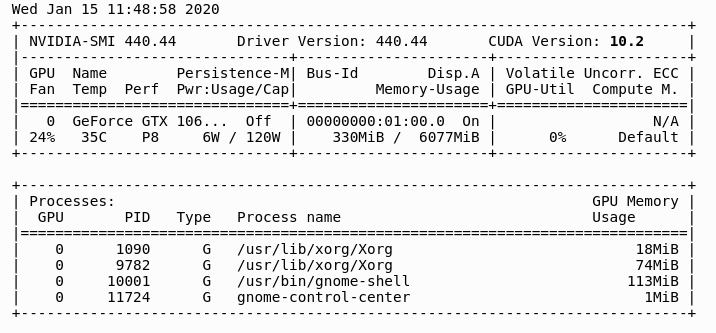 Wed Jan 15 11:48:58 2020
+-----------------------------------------------------------------------------+
| NVIDIA-SMI 440.44       Driver Version: 440.44       CUDA Version: 10.2     |
|-------------------------------+----------------------+----------------------+
| GPU  Name        Persistence-M| Bus-Id        Disp.A | Volatile Uncorr. ECC |
| Fan  Temp  Perf  Pwr:Usage/Cap|         Memory-Usage | GPU-Util  Compute M. |
|===============================+======================+======================|
|   0  GeForce GTX 106...  Off  | 00000000:01:00.0  On |                  N/A |
| 24%   35C    P8     6W / 120W |    330MiB /  6077MiB |      0%      Default |
+-------------------------------+----------------------+----------------------+

+-----------------------------------------------------------------------------+
| Processes:                                                       GPU Memory |
|  GPU       PID   Type   Process name                             Usage      |
|=============================================================================|
|    0      1090      G   /usr/lib/xorg/Xorg                            18MiB |
|    0      9782      G   /usr/lib/xorg/Xorg                            74MiB |
|    0     10001      G   /usr/bin/gnome-shell                         113MiB |
|    0     11724      G   gnome-control-center                           1MiB |
+-----------------------------------------------------------------------------+